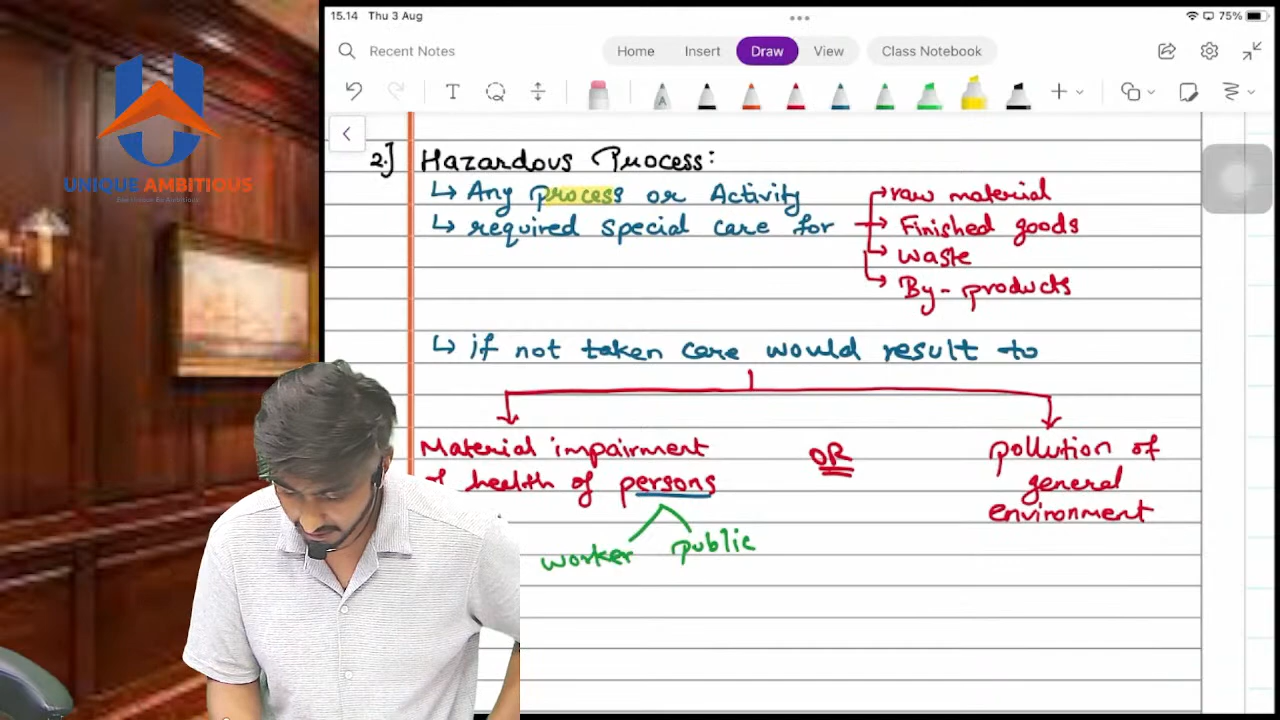 15.14 Thu 3 Aug
75%
Recent Notes
Home Insert Draw View Class Notebook
UNIQUE AMBITIOUS
2.] Hazardous Process:
↳ Any process or Activity
↳ required special care for
→ raw material
→ Finished goods
↳ waste
↳ By-products
↳ if not taken care would result to
Material impairment
of health of persons
worker public
OR
pollution of
general
environment